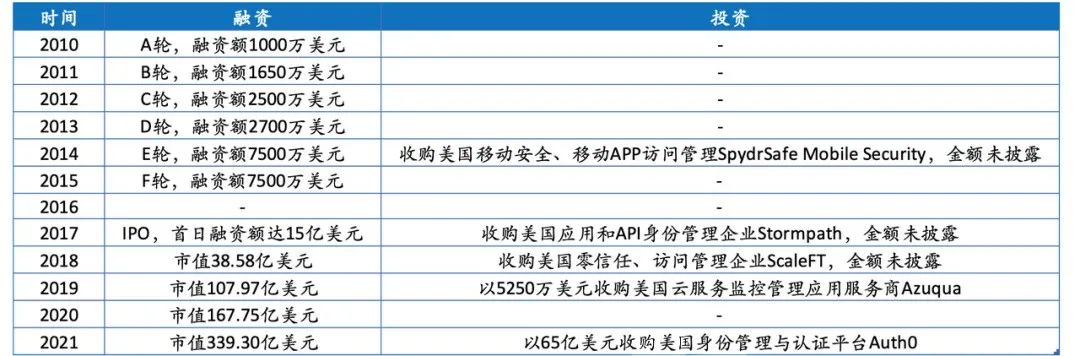 时间 融资 投资
2010 A轮，融资额1000万美元 -
2011 B轮，融资额1650万美元 -
2012 C轮，融资额2500万美元 -
2013 D轮，融资额2700万美元 -
2014 E轮，融资额7500万美元 收购美国移动安全、移动APP访问管理SpydrSafe Mobile Security，金额未披露
2015 F轮，融资额7500万美元 -
2016 - -
2017 IPO，首日融资额达15亿美元 收购美国应用和API身份管理企业Stormpath，金额未披露
2018 市值38.58亿美元 收购美国零信任、访问管理企业ScaleFT，金额未披露
2019 市值107.97亿美元 以5250万美元收购美国云服务监控管理应用服务商Azuqua
2020 市值167.75亿美元 -
2021 市值339.30亿美元 以65亿美元收购美国身份管理与认证平台Auth0